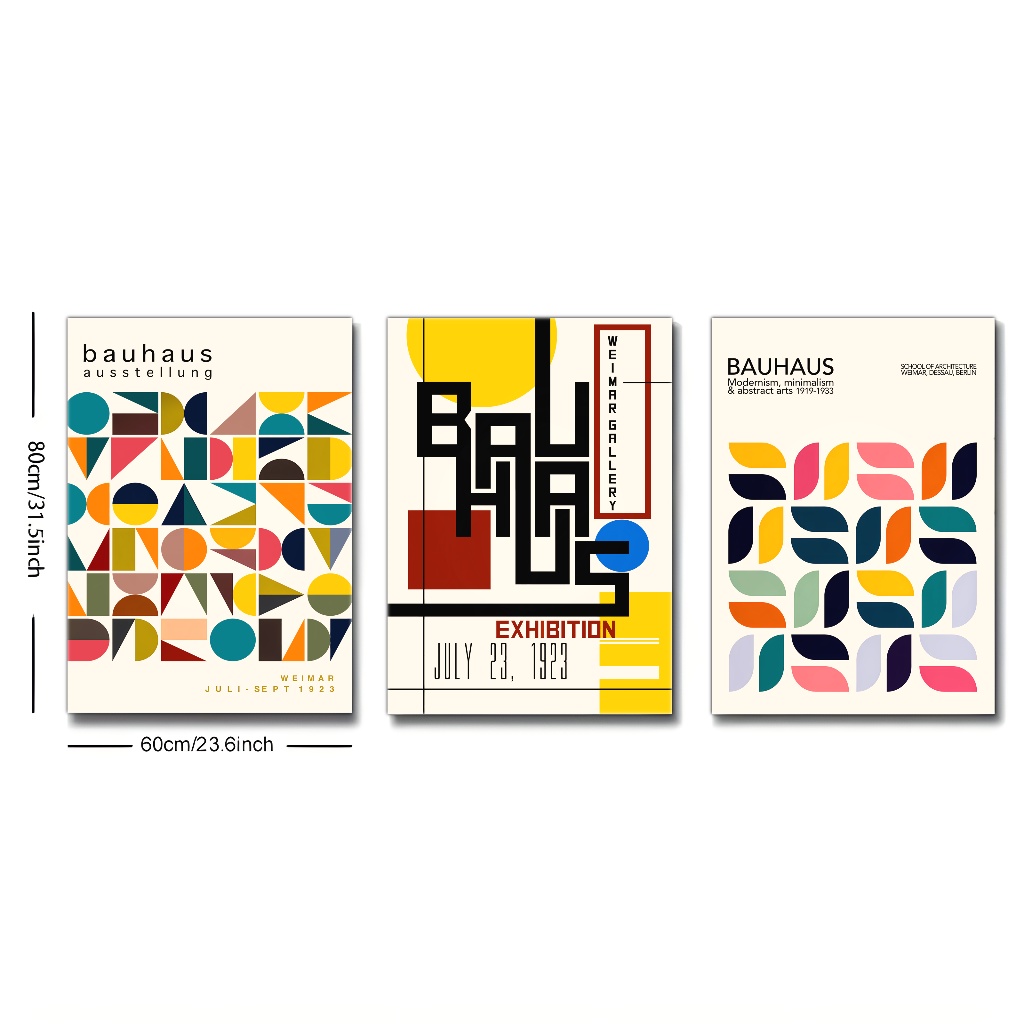 80cm/31.5inch
60cm/23.6inch
bauhaus
ausstellung
WEIMAR
JULI-SEPT 1923
WEIMAR GALLERY
BAUHAUS
EXHIBITION
JULY 23, 1923
BAUHAUS
Modernism, minimalism
& abstract arts 1919-1933
SCHOOL OF ARCHITECTURE
WEIMAR, DESSAU, BERLIN